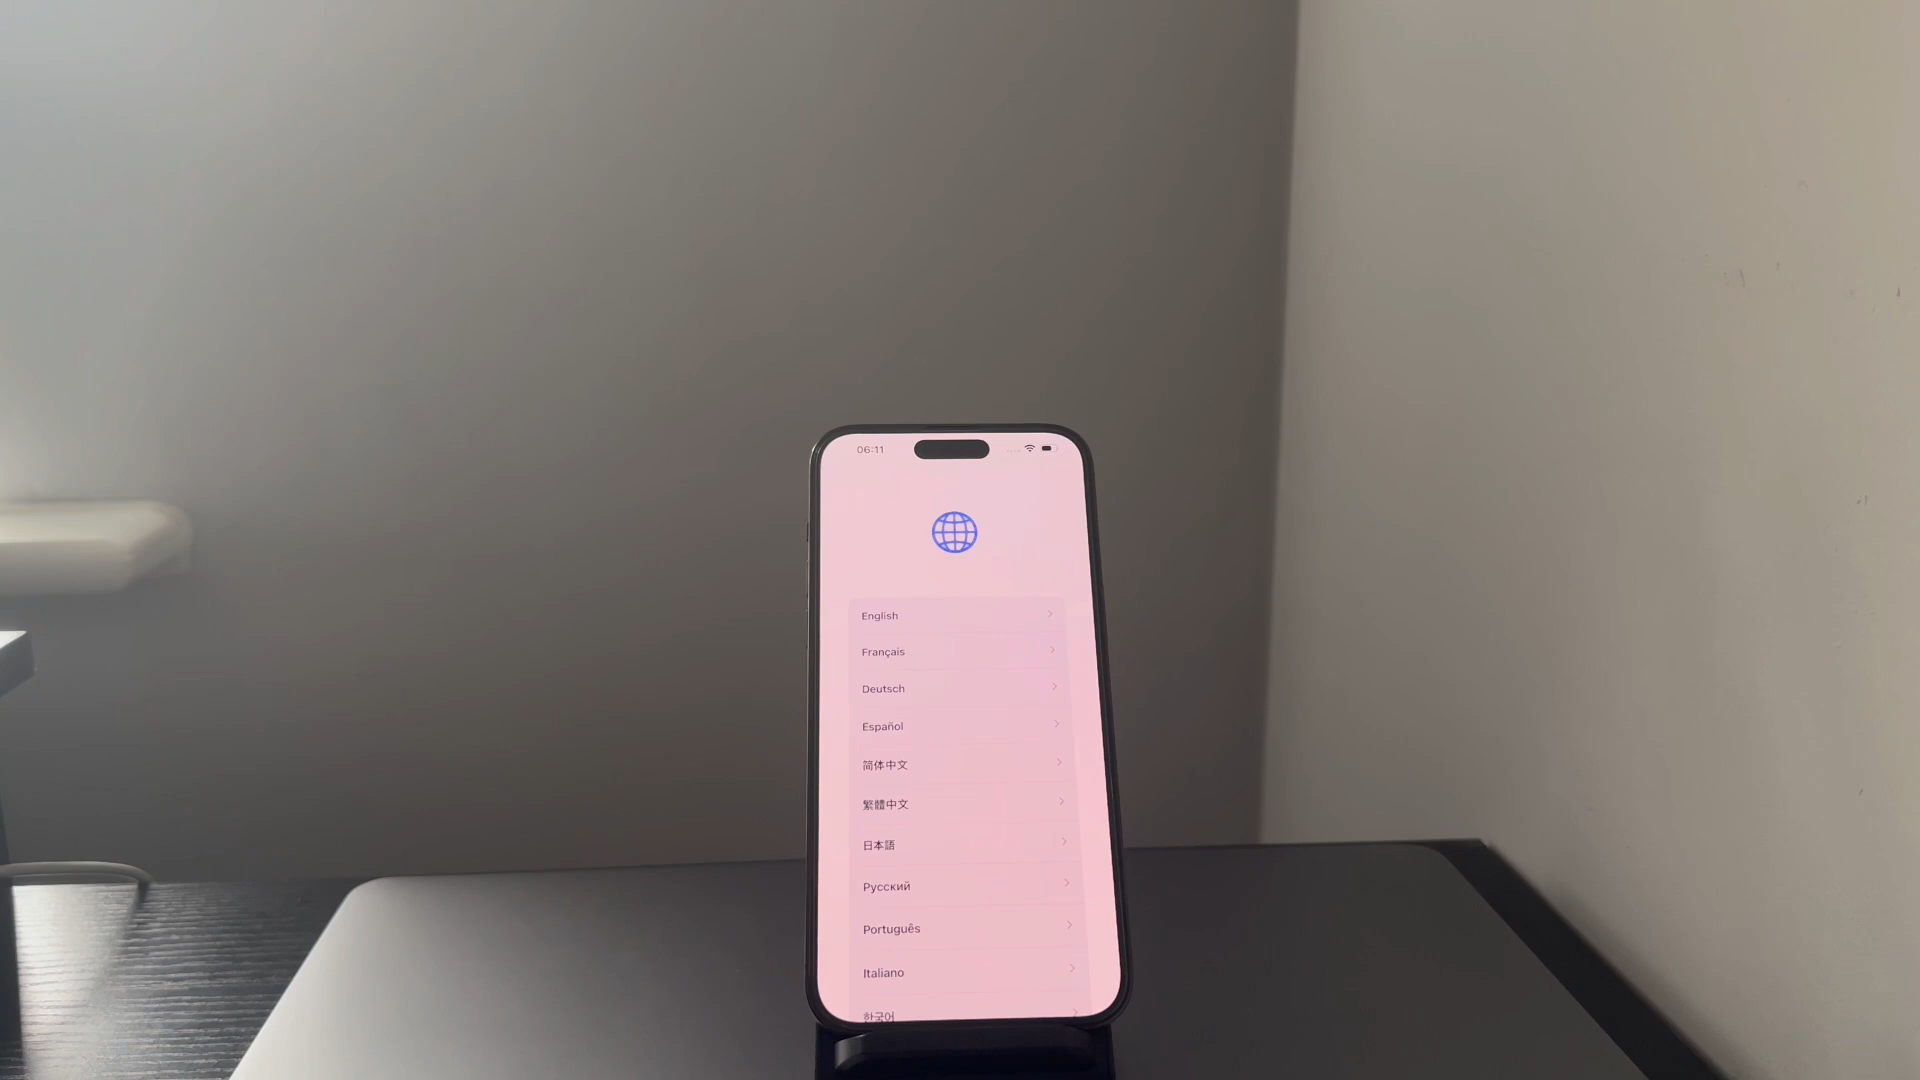 06:11
English
Français
Deutsch
Español
简体中文
繁體中文
日本語
Русский
Português
Italiano
한국어